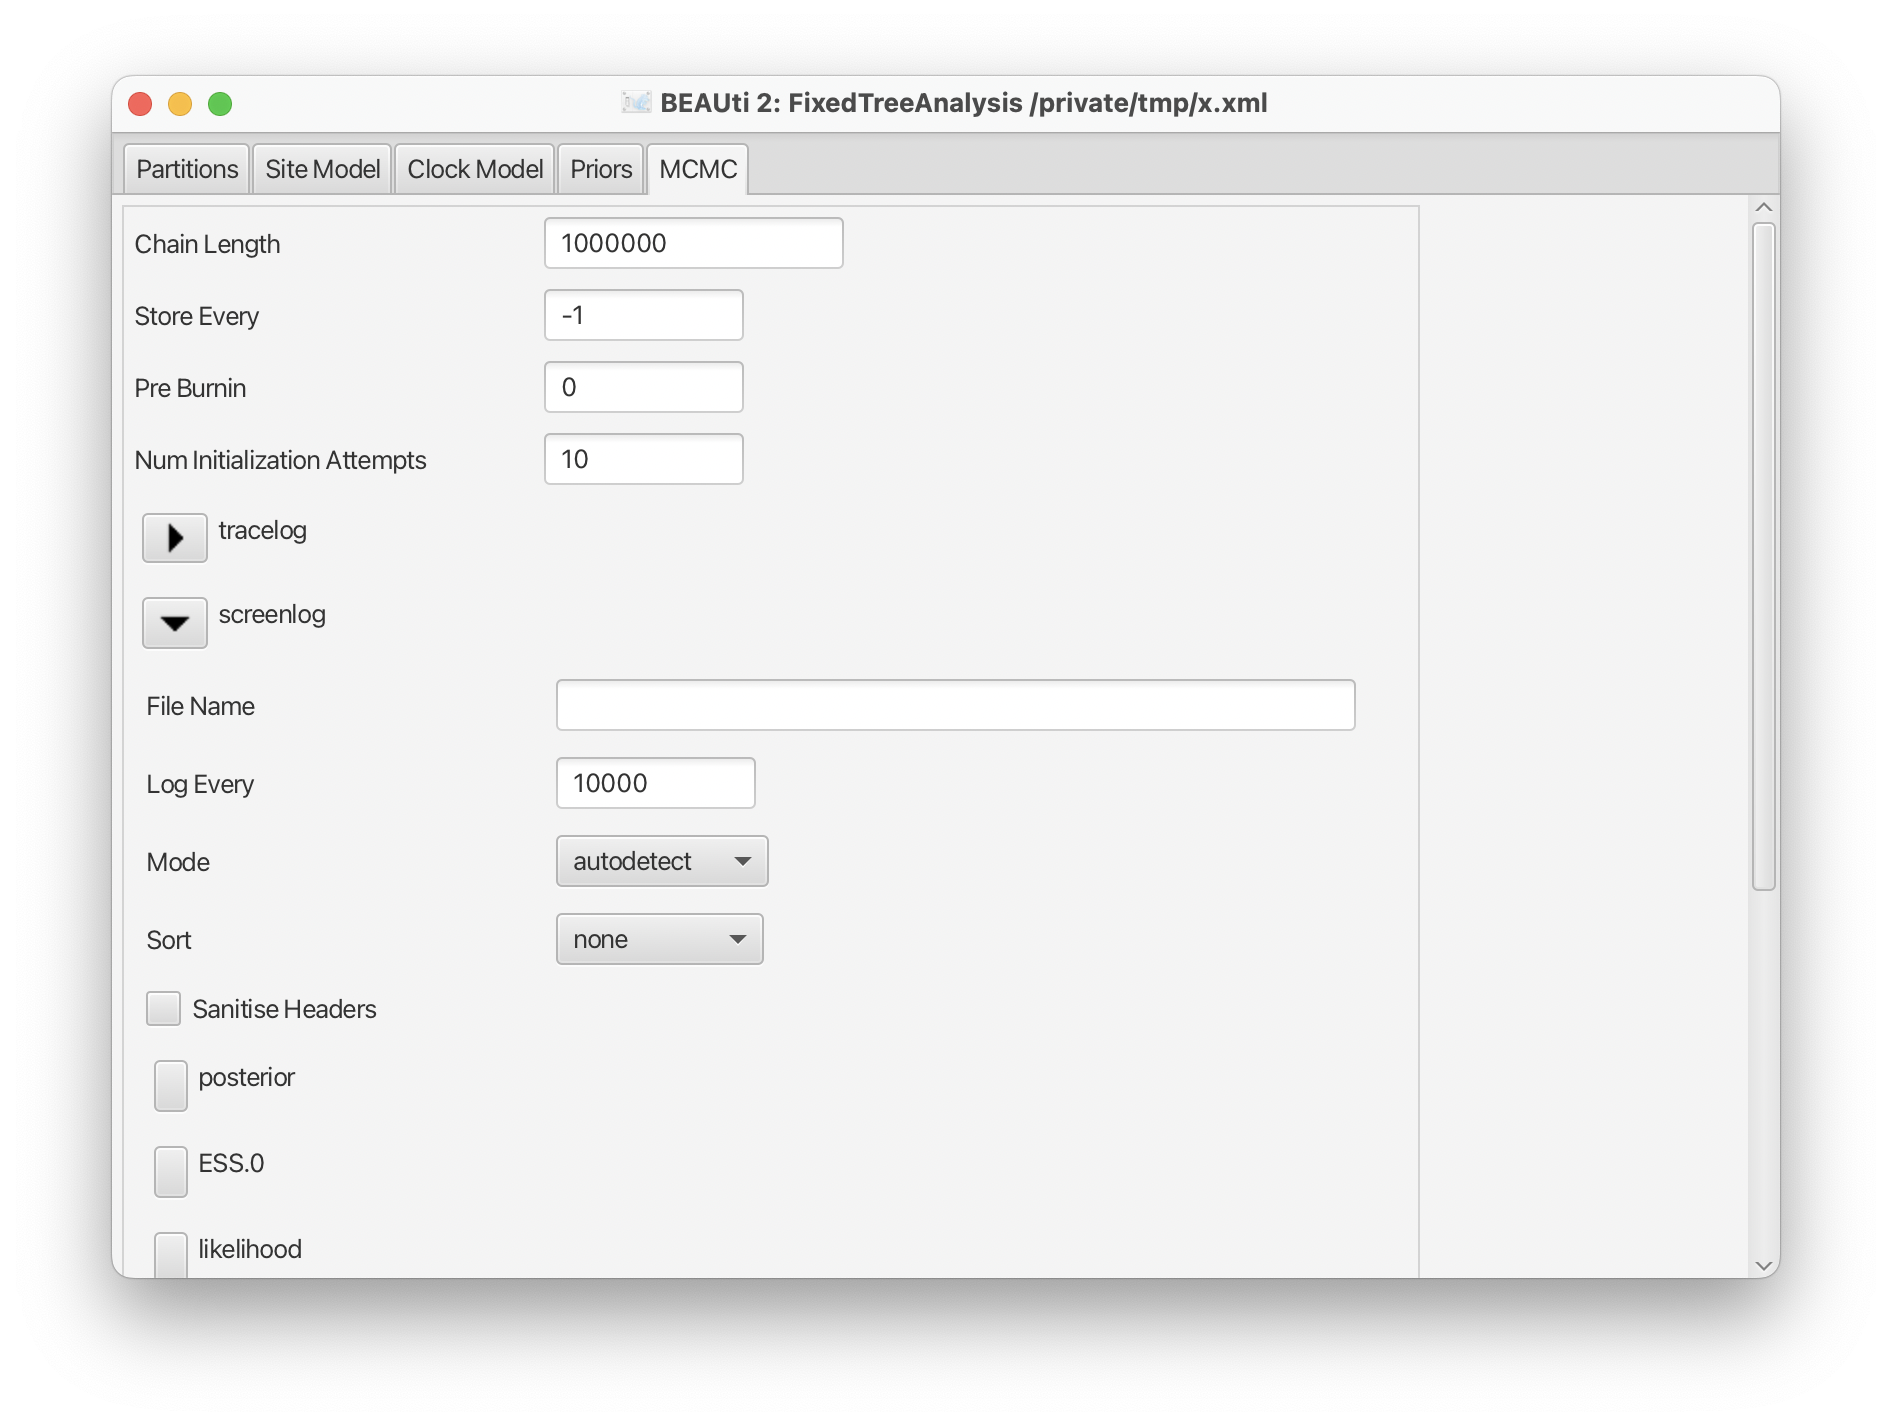 BEAUti 2: FixedTreeAnalysis /private/tmp/x.xml
Partitions Site Model Clock Model Priors MCMC
Chain Length 1000000
Store Every -1
Pre Burnin 0
Num Initialization Attempts 10
tracelog
screenlog
File Name
Log Every 10000
Mode autodetect
Sort none
Sanitise Headers
posterior
ESS.0
likelihood